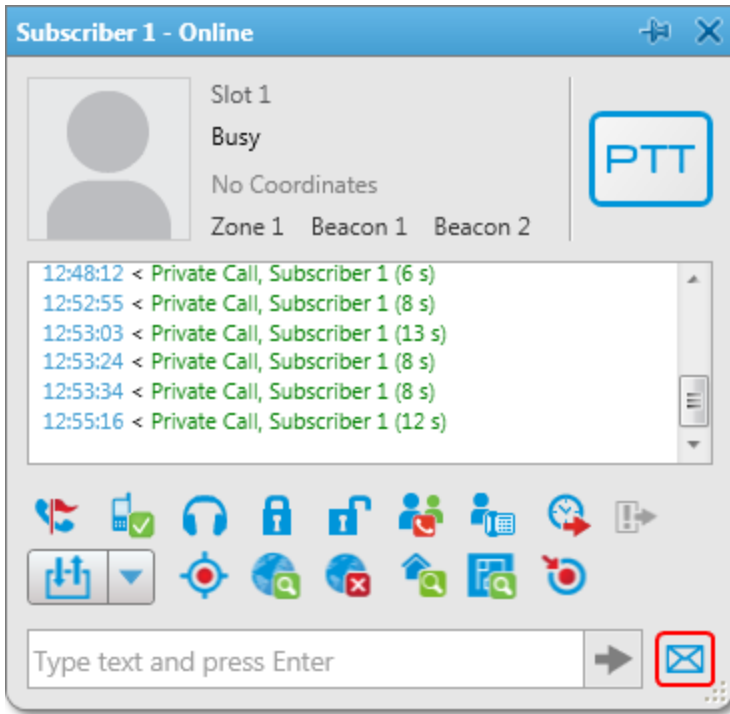 Subscriber 1 - Online
Slot 1
Busy
No Coordinates
Zone 1 Beacon 1 Beacon 2
PTT
12:48:12 < Private Call, Subscriber 1 (6 s)
12:52:55 < Private Call, Subscriber 1 (8 s)
12:53:03 < Private Call, Subscriber 1 (13 s)
12:53:24 < Private Call, Subscriber 1 (8 s)
12:53:34 < Private Call, Subscriber 1 (8 s)
12:55:16 < Private Call, Subscriber 1 (12 s)
Type text and press Enter